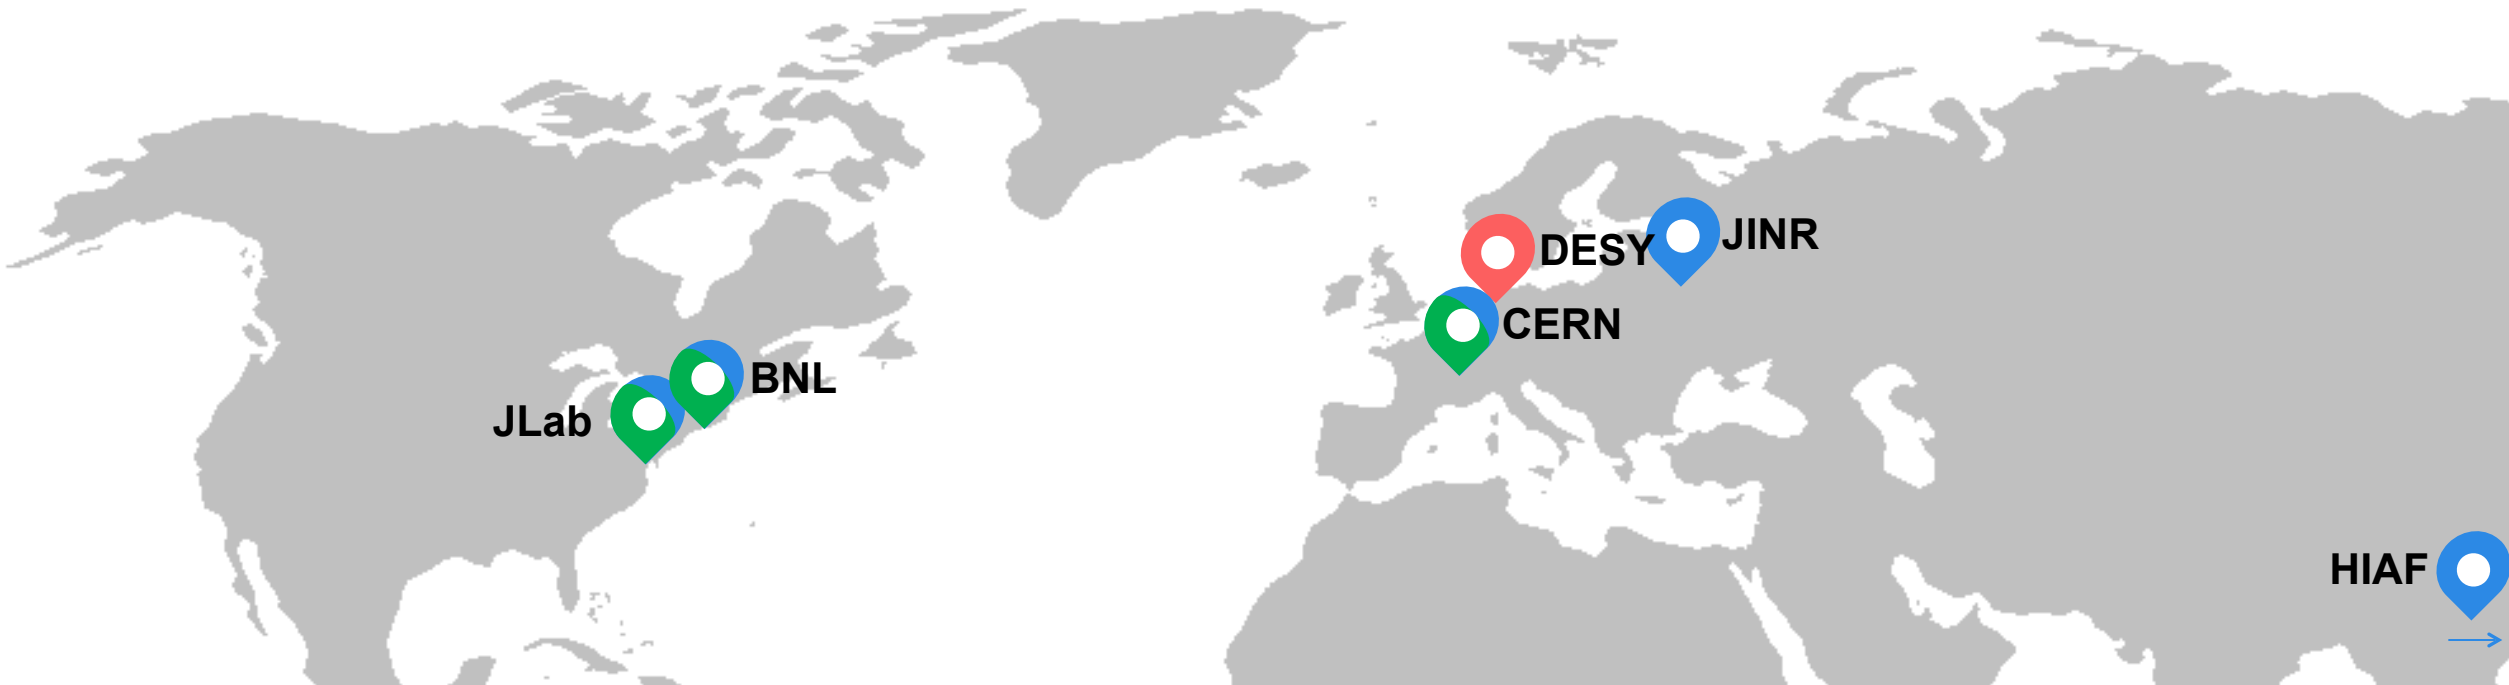 JINR
DESY
CERN
BNL
JLab
HIAF